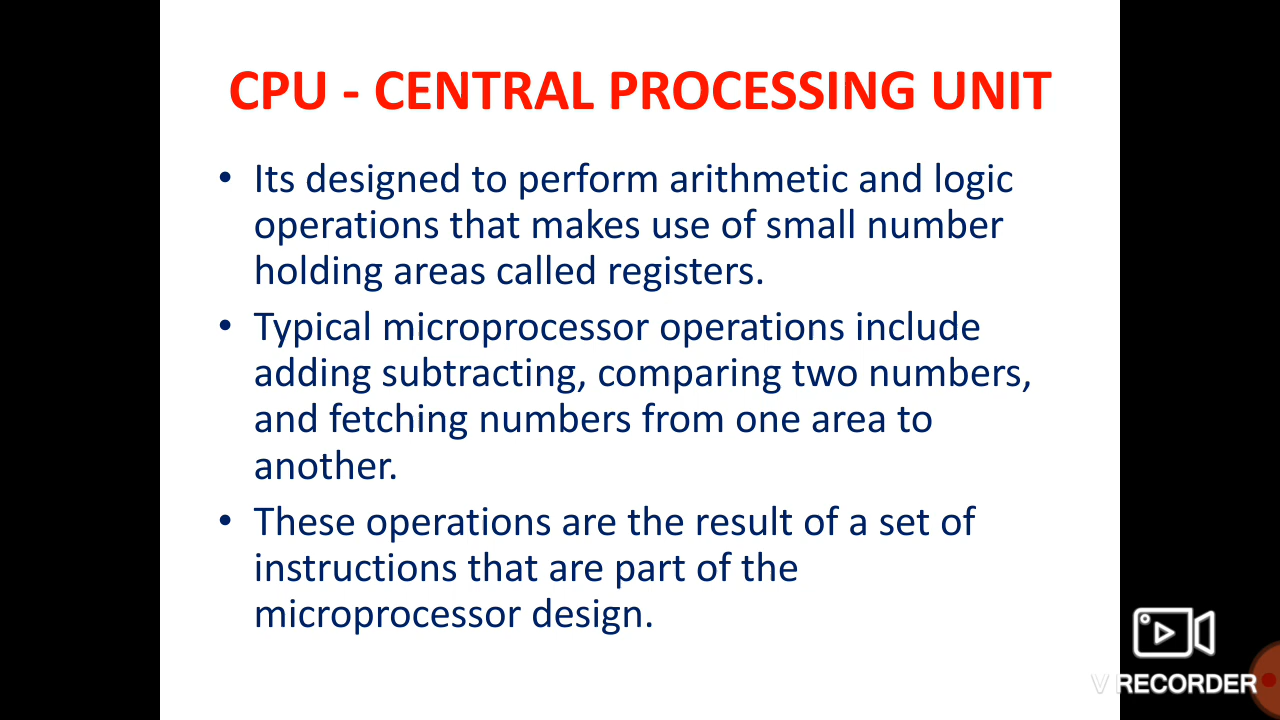 CPU - CENTRAL PROCESSING UNIT
• Its designed to perform arithmetic and logic
operations that makes use of small number
holding areas called registers.
• Typical microprocessor operations include
adding subtracting, comparing two numbers,
and fetching numbers from one area to
another.
• These operations are the result of a set of
instructions that are part of the
microprocessor design.
V RECORDER